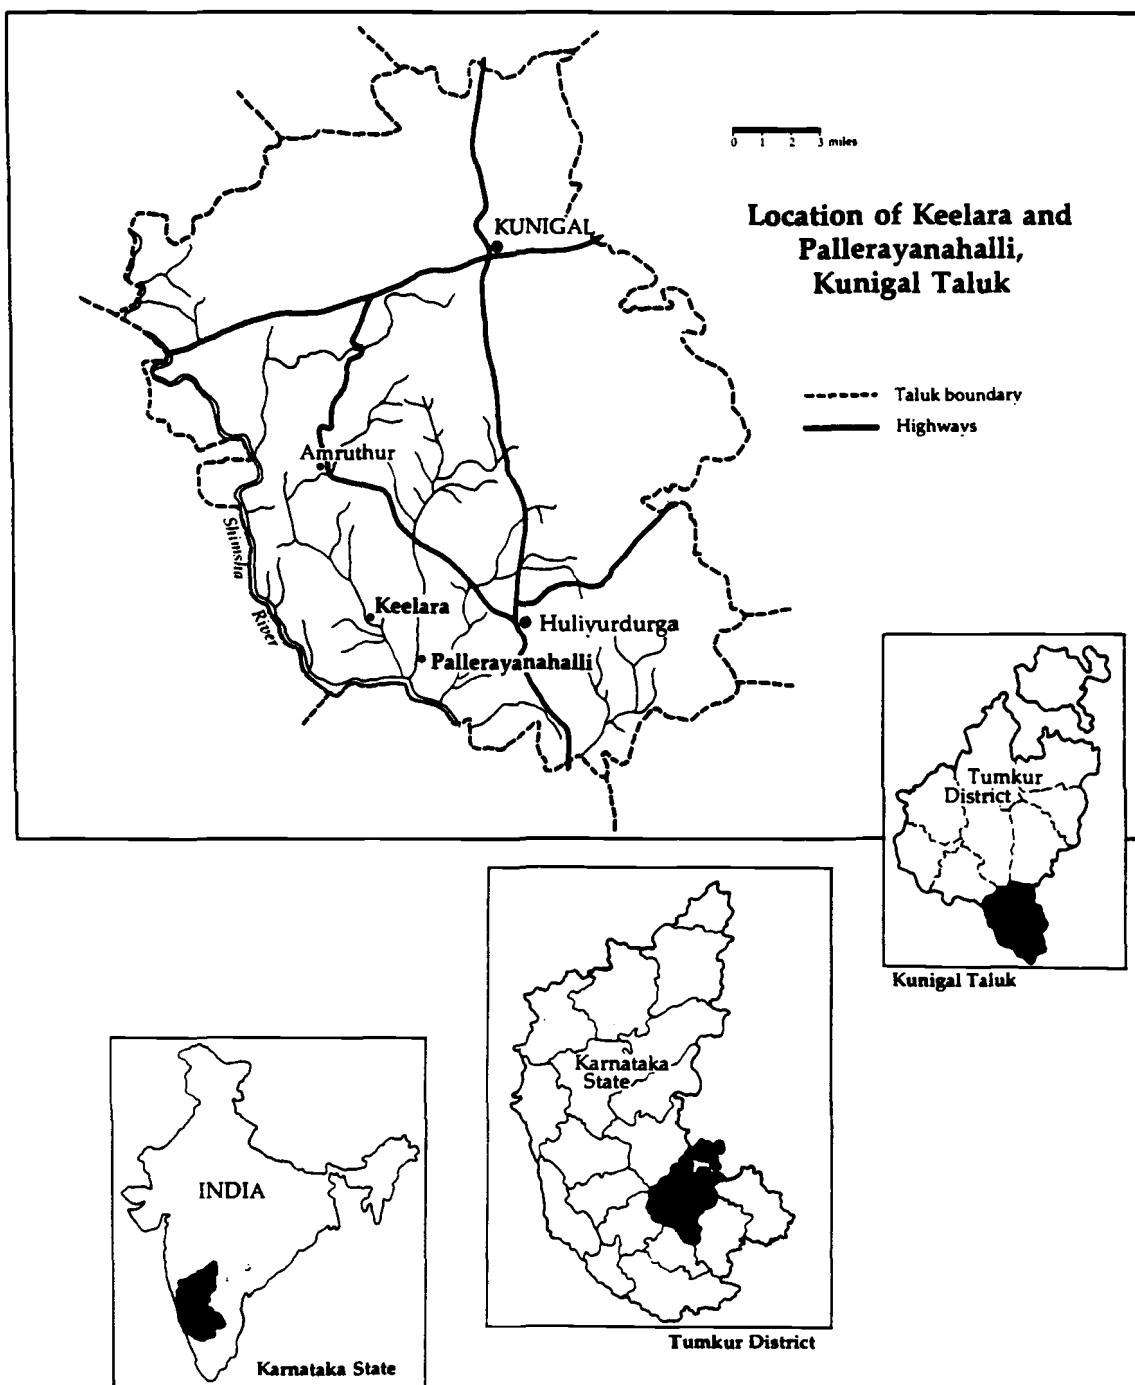 0 1 2 3 miles
Location of Keelara and
Pallerayanahalli,
Kunigal Taluk
Taluk boundary
Highways
KUNIGAL
Amruthur
Shimsha
River
Keelara
Huliyurdurga
Pallerayanahalli
Tumkur
District
Kunigal Taluk
Karnataka
State
Tumkur District
INDIA
Karnataka State